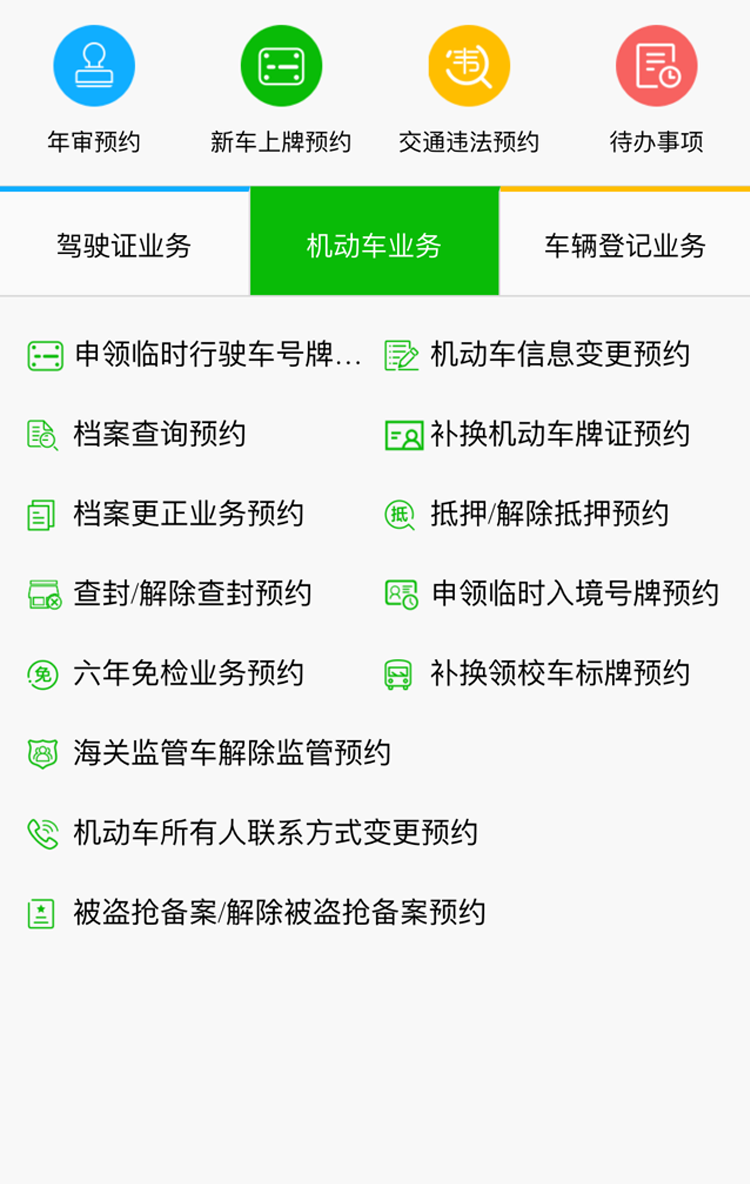 韦
年审预约 新车上牌预约 交通违法预约 待办事项
驾驶证业务 机动车业务 车辆登记业务
申领临时行驶车号牌... 机动车信息变更预约
档案查询预约 补换机动车牌证预约
档案更正业务预约 抵 抵押/解除抵押预约
查封/解除查封预约 申领临时入境号牌预约
免 六年免检业务预约 补换领校车标牌预约
海关监管车解除监管预约
机动车所有人联系方式变更预约
被盗抢备案/解除被盗抢备案预约